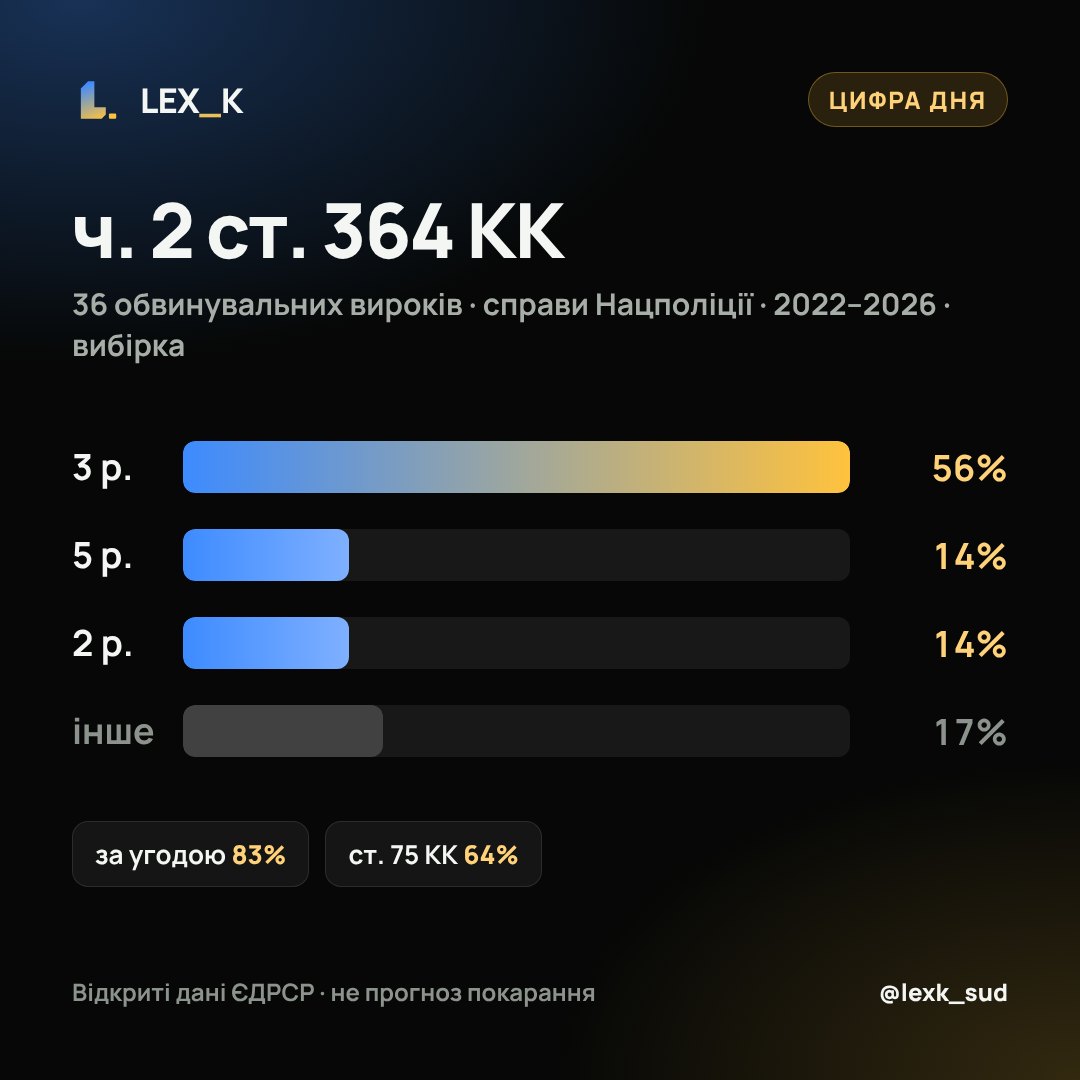 LEX_K
ЦИФРА ДНЯ
ч. 2 ст. 364 КК
36 обвинувальних вироків · справи Нацполіції · 2022–2026 ·
вибірка
3 р. 56%
5 р. 14%
2 р. 14%
інше 17%
за угодою 83%
ст. 75 КК 64%
Відкриті дані ЄДРСР · не прогноз покарання
@lexk_sud